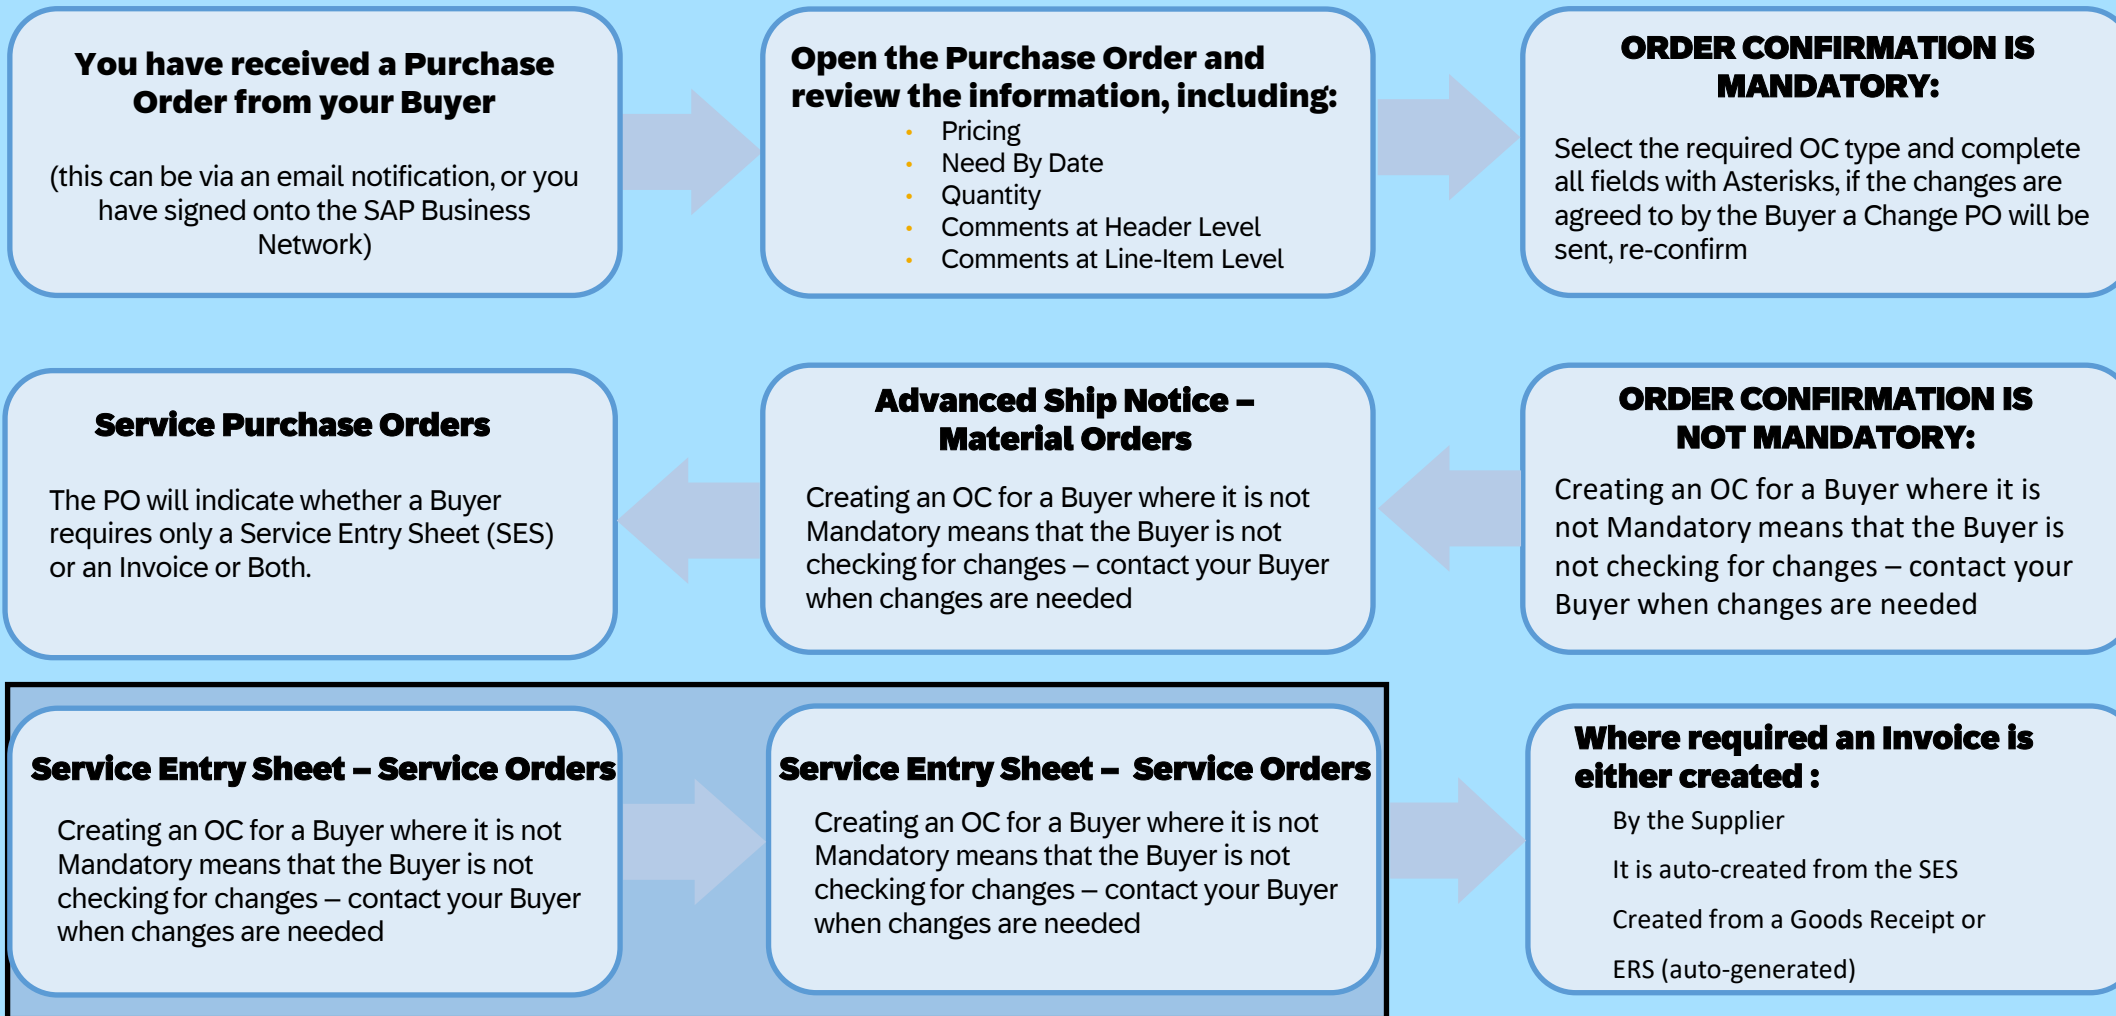 You have received a Purchase
Order from your Buyer
(this can be via an email notification, or you
have signed onto the SAP Business
Network)
Open the Purchase Order and
review the information, including:
• Pricing
• Need By Date
• Quantity
• Comments at Header Level
• Comments at Line-Item Level
ORDER CONFIRMATION IS
MANDATORY:
Select the required OC type and complete
all fields with Asterisks, if the changes are
agreed to by the Buyer a Change PO will be
sent, re-confirm
ORDER CONFIRMATION IS
NOT MANDATORY:
Creating an OC for a Buyer where it is
not Mandatory means that the Buyer is
not checking for changes – contact your
Buyer when changes are needed
Advanced Ship Notice –
Material Orders
Creating an OC for a Buyer where it is not
Mandatory means that the Buyer is not
checking for changes – contact your Buyer
when changes are needed
Service Purchase Orders
The PO will indicate whether a Buyer
requires only a Service Entry Sheet (SES)
or an Invoice or Both.
Service Entry Sheet – Service Orders
Creating an OC for a Buyer where it is not
Mandatory means that the Buyer is not
checking for changes – contact your Buyer
when changes are needed
Service Entry Sheet – Service Orders
Creating an OC for a Buyer where it is not
Mandatory means that the Buyer is not
checking for changes – contact your Buyer
when changes are needed
Where required an Invoice is
either created :
By the Supplier
It is auto-created from the SES
Created from a Goods Receipt or
ERS (auto-generated)